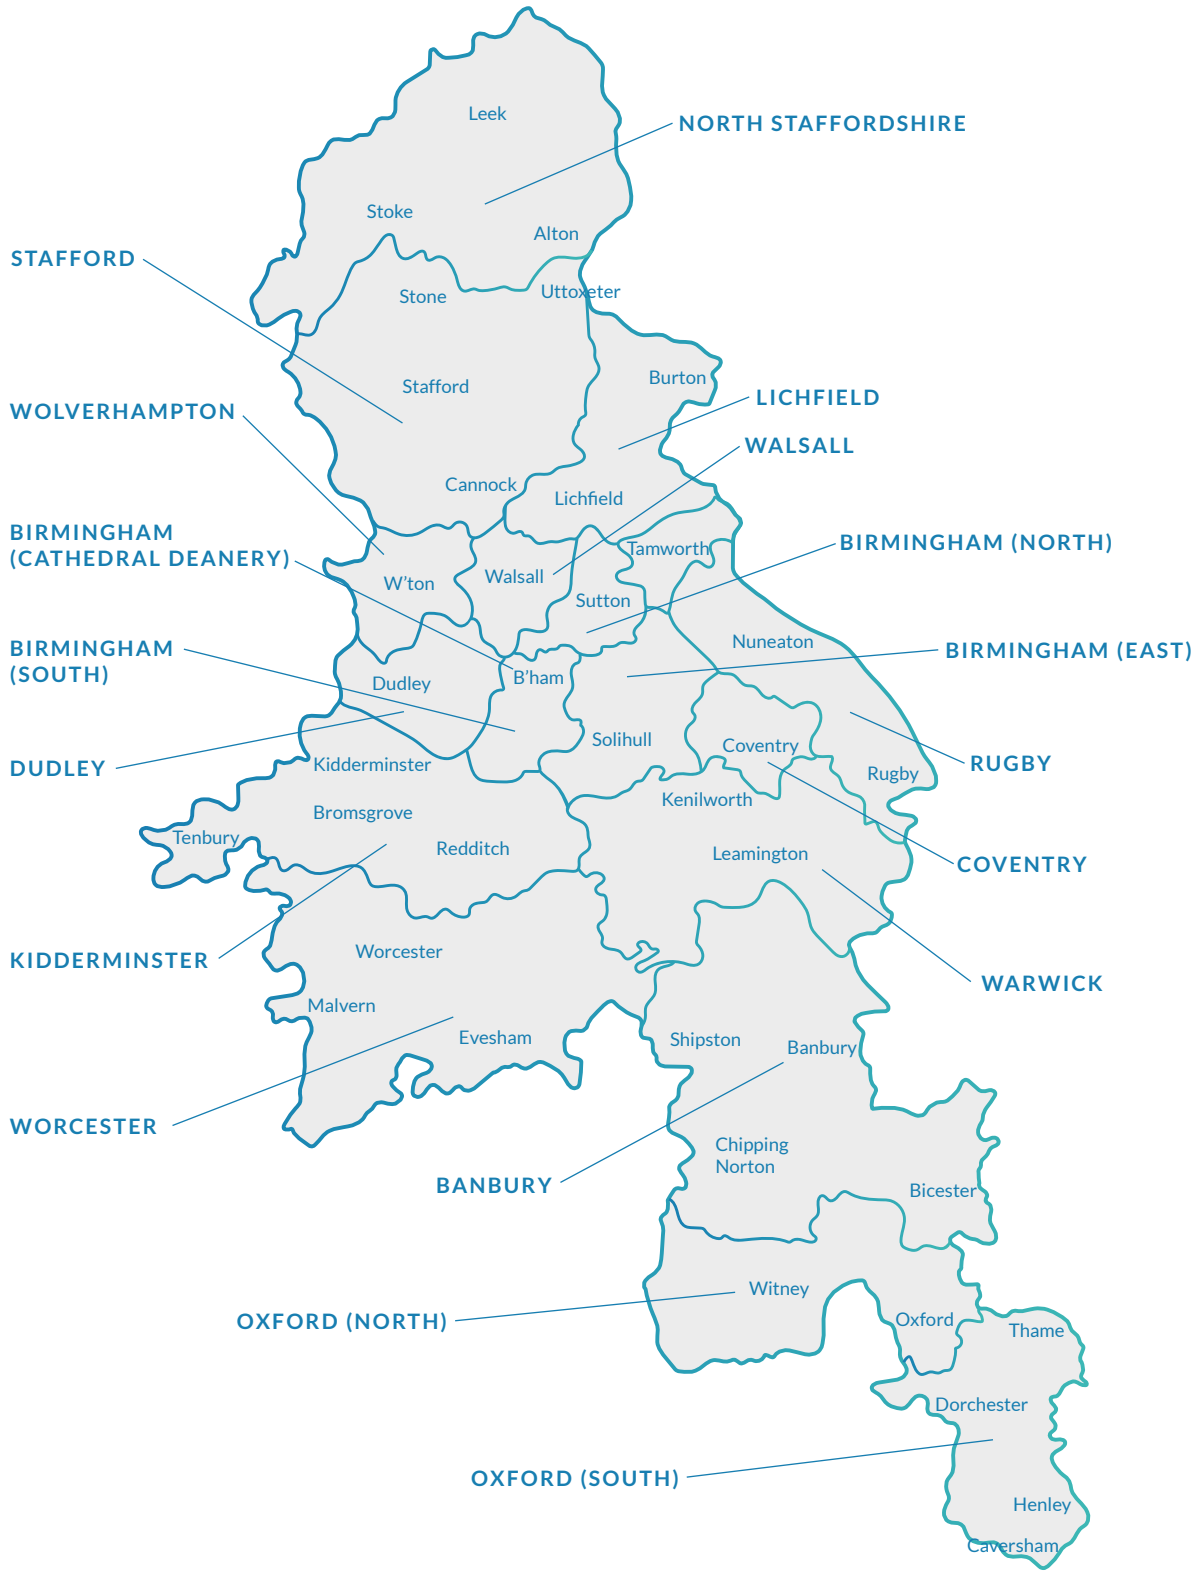 Leek
NORTH STAFFORDSHIRE
Stoke
Alton
STAFFORD
Stone
Uttoxeter
Burton
Stafford
LICHFIELD
WOLVERHAMPTON
WALSALL
Cannock
Lichfield
BIRMINGHAM
(CATHEDRAL DEANERY)
BIRMINGHAM (NORTH)
Tamworth
Walsall
W'ton
Sutton
Nuneaton
BIRMINGHAM
(SOUTH)
BIRMINGHAM (EAST)
B'ham
Dudley
Solihull
Coventry
DUDLEY
Kidderminster
RUGBY
Rugby
Kenilworth
Bromsgrove
Tenbury
Redditch
Leamington
COVENTRY
Worcester
KIDDERMINSTER
WARWICK
Malvern
Evesham
Shipston
Banbury
WORCESTER
Chipping
Norton
BANBURY
Bicester
Witney
OXFORD (NORTH)
Oxford
Thame
Dorchester
OXFORD (SOUTH)
Henley
Caversham